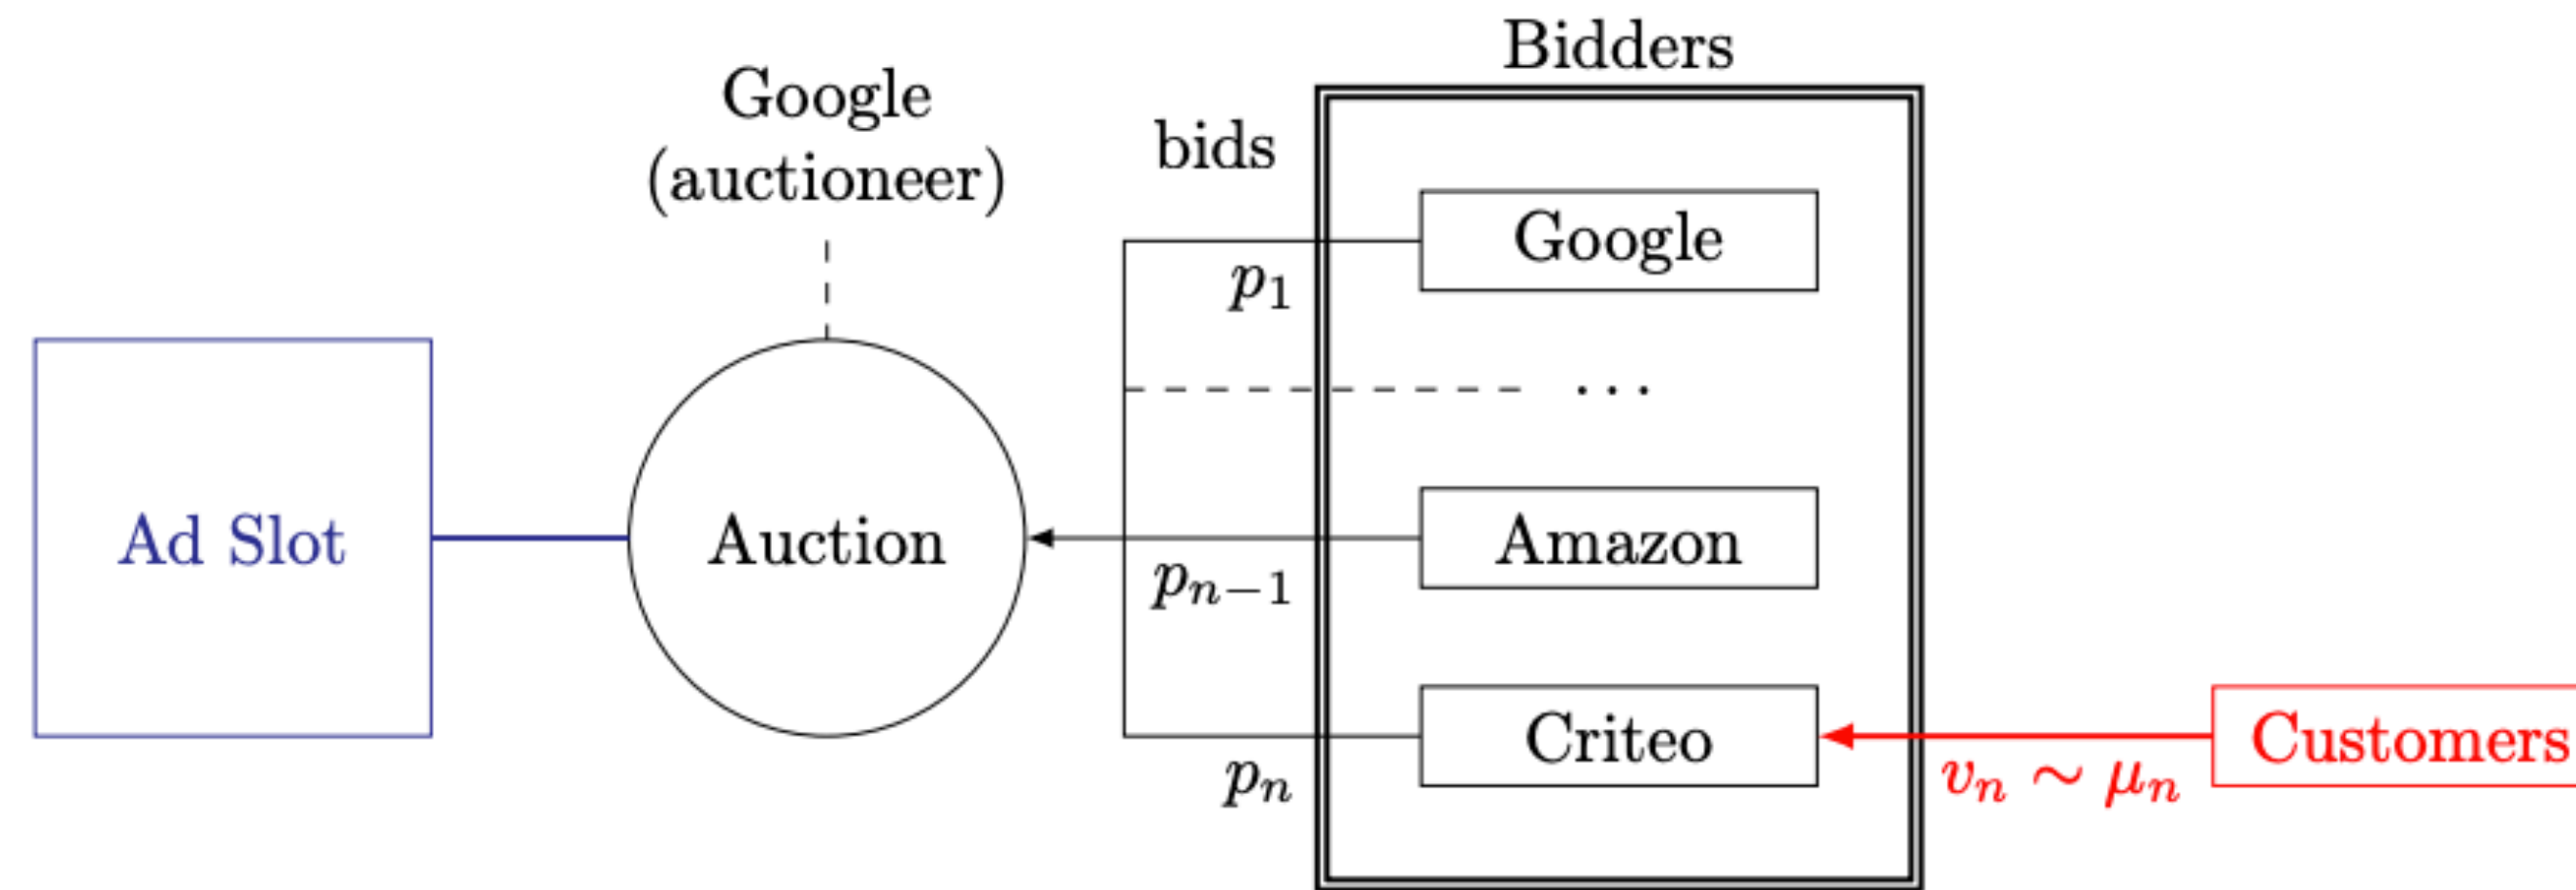 Bidders
Google
(auctioneer)
bids
Google
p₁
...
Ad Slot
Auction
Amazon
pₙ₋₁
Criteo
Customers
pₙ
vₙ ∼ μₙ